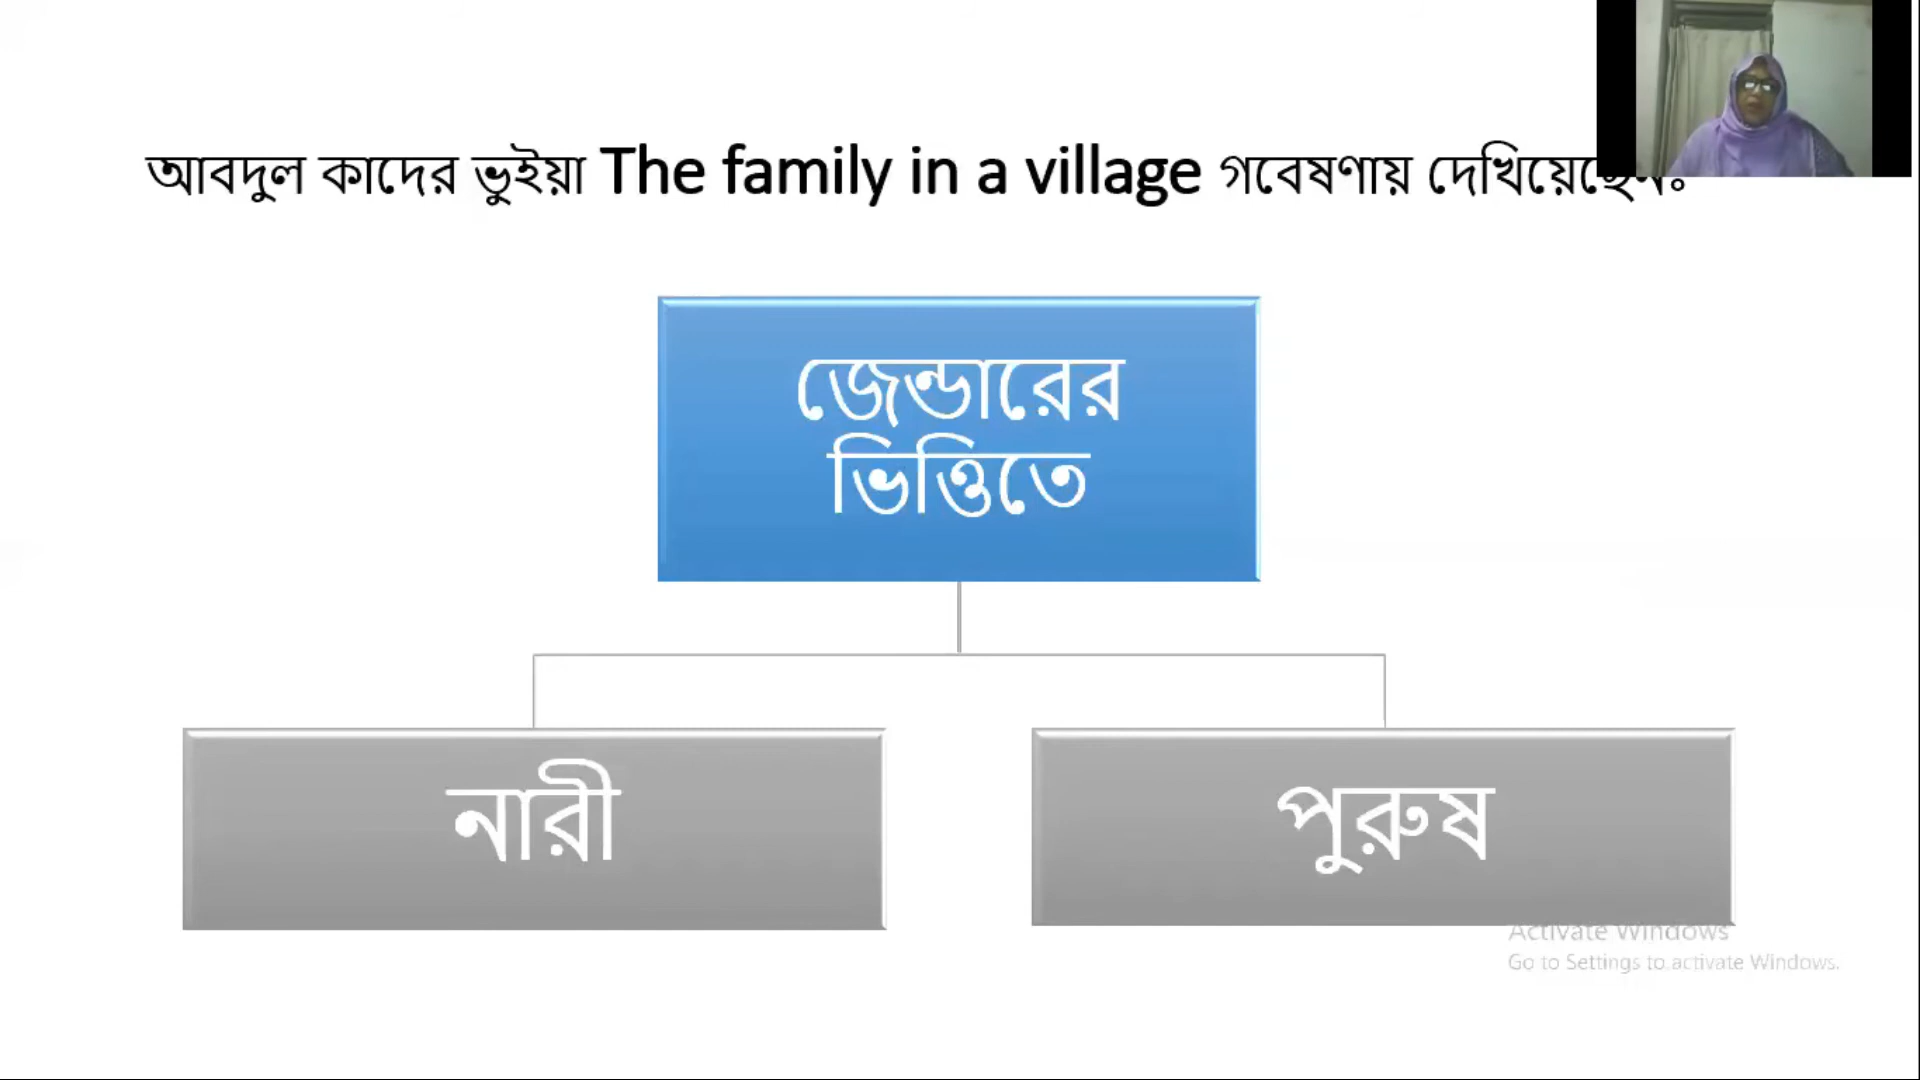 আবদুল কাদের ভুইয়া The family in a village গবেষণায় দেখিয়েছেনঃ
জেন্ডারের
ভিত্তিতে
নারী
পুরুষ
Activate Windows
Go to Settings to activate Windows.